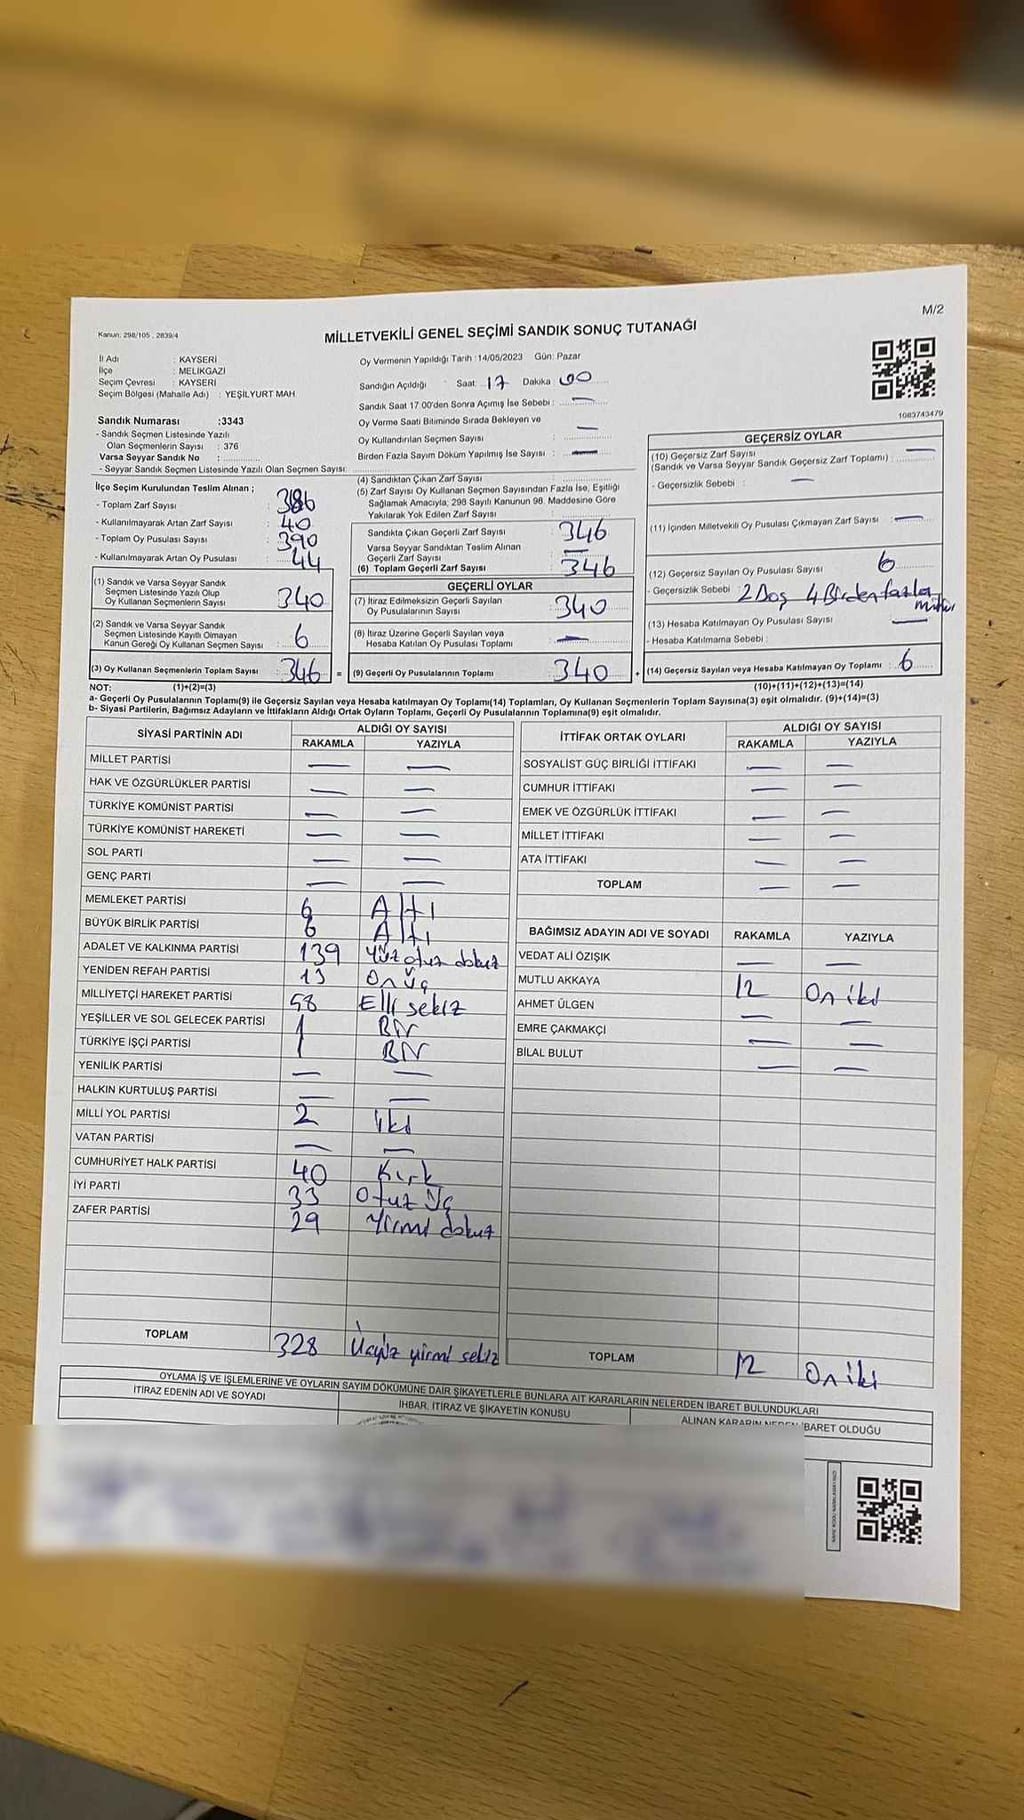 M/2
Kanun: 298/105 , 2839/4
MİLLETVEKİLİ GENEL SEÇİMİ SANDIK SONUÇ TUTANAĞI
İl Adı : KAYSERİ
İlçe : MELİKGAZİ
Seçim Çevresi : KAYSERİ
Seçim Bölgesi (Mahalle Adı) : YEŞİLYURT MAH
Oy Vermenin Yapıldığı Tarih :14/05/2023 Gün: Pazar
Sandığın Açıldığı Saat 17 Dakika 00
Sandık Saat 17.00'den Sonra Açımış İse Sebebi : —
Oy Verme Saati Bitiminde Sırada Bekleyen ve
Oy Kullandırılan Seçmen Sayısı : —
Birden Fazla Sayım Döküm Yapılmış İse Sayısı : —
1083743479
Sandık Numarası :3343
- Sandık Seçmen Listesinde Yazılı
Olan Seçmenlerin Sayısı : 376
Varsa Seyyar Sandık No :
- Seyyar Sandık Seçmen Listesinde Yazılı Olan Seçmen Sayısı:
İlçe Seçim Kurulundan Teslim Alınan ;
- Toplam Zarf Sayısı : 386
- Kullanılmayarak Artan Zarf Sayısı : 40
- Toplam Oy Pusulası Sayısı : 390
- Kullanılmayarak Artan Oy Pusulası : 44
(1) Sandık ve Varsa Seyyar Sandık
Seçmen Listesinde Yazılı Olup
Oy Kullanan Seçmenlerin Sayısı : 340
(2) Sandık ve Varsa Seyyar Sandık
Seçmen Listesinde Kayıtlı Olmayan
Kanun Gereği Oy Kullanan Seçmen Sayısı : 6
(3) Oy Kullanan Seçmenlerin Toplam Sayısı : 346
(4) Sandıktan Çıkan Zarf Sayısı :
(5) Zarf Sayısı Oy Kullanan Seçmen Sayısından Fazla İse, Eşitliği
Sağlamak Amacıyla, 298 Sayılı Kanunun 98. Maddesine Göre
Yakılarak Yok Edilen Zarf Sayısı :
Sandıkta Çıkan Geçerli Zarf Sayısı : 346
Varsa Seyyar Sandıktan Teslim Alınan
Geçerli Zarf Sayısı : —
(6) Toplam Geçerli Zarf Sayısı : 346
GEÇERLİ OYLAR
(7) İtiraz Edilmeksizin Geçerli Sayılan
Oy Pusulalarının Sayısı : 340
(8) İtiraz Üzerine Geçerli Sayılan veya
Hesaba Katılan Oy Pusulası Toplamı : —
= (9) Geçerli Oy Pusulalarının Toplamı : 340
GEÇERSİZ OYLAR
(10) Geçersiz Zarf Sayısı : —
(Sandık ve Varsa Seyyar Sandık Geçersiz Zarf Toplamı) :
- Geçersizlik Sebebi : —
(11) İçinden Milletvekili Oy Pusulası Çıkmayan Zarf Sayısı : —
(12) Geçersiz Sayılan Oy Pusulası Sayısı : 6
- Geçersizlik Sebebi : 2 Boş 4 Birden fazla
mühür
(13) Hesaba Katılmayan Oy Pusulası Sayısı : —
- Hesaba Katılmama Sebebi :
+ (14) Geçersiz Sayılan veya Hesaba Katılmayan Oy Toplamı : 6
NOT: (1)+(2)=(3) (10)+(11)+(12)+(13)=(14)
a- Geçerli Oy Pusulalarının Toplamı(9) ile Geçersiz Sayılan veya Hesaba katılmayan Oy Toplamı(14) Toplamları, Oy Kullanan Seçmenlerin Toplam Sayısına(3) eşit olmalıdır. (9)+(14)=(3)
b- Siyasi Partilerin, Bağımsız Adayların ve İttifakların Aldığı Ortak Oyların Toplamı, Geçerli Oy Pusulalarının Toplamına(9) eşit olmalıdır.
SİYASİ PARTİNİN ADI ALDIĞI OY SAYISI
RAKAMLA YAZIYLA
MİLLET PARTİSİ — —
HAK VE ÖZGÜRLÜKLER PARTİSİ — —
TÜRKİYE KOMÜNİST PARTİSİ — —
TÜRKİYE KOMÜNİST HAREKETİ — —
SOL PARTİ — —
GENÇ PARTİ — —
MEMLEKET PARTİSİ 6 Altı
BÜYÜK BİRLİK PARTİSİ 6 Altı
ADALET VE KALKINMA PARTİSİ 139 Yüz otuz dokuz
YENİDEN REFAH PARTİSİ 13 On üç
MİLLİYETÇİ HAREKET PARTİSİ 58 Elli sekiz
YEŞİLLER VE SOL GELECEK PARTİSİ 1 Bir
TÜRKİYE İŞÇİ PARTİSİ 1 Bir
YENİLİK PARTİSİ — —
HALKIN KURTULUŞ PARTİSİ — —
MİLLİ YOL PARTİSİ 2 iki
VATAN PARTİSİ — —
CUMHURİYET HALK PARTİSİ 40 Kırk
İYİ PARTİ 33 Otuz Üç
ZAFER PARTİSİ 29 Yirmi dokuz
TOPLAM 328 Üçyüz yirmi sekiz
İTTİFAK ORTAK OYLARI ALDIĞI OY SAYISI
RAKAMLA YAZIYLA
SOSYALİST GÜÇ BİRLİĞİ İTTİFAKI — —
CUMHUR İTTİFAKI — —
EMEK VE ÖZGÜRLÜK İTTİFAKI — —
MİLLET İTTİFAKI — —
ATA İTTİFAKI — —
TOPLAM — —
BAĞIMSIZ ADAYIN ADI VE SOYADI RAKAMLA YAZIYLA
VEDAT ALİ ÖZIŞIK — —
MUTLU AKKAYA 12 On iki
AHMET ÜLGEN — —
EMRE ÇAKMAKÇİ — —
BİLAL BULUT — —
TOPLAM 12 On iki
OYLAMA İŞ VE İŞLEMLERİNE VE OYLARIN SAYIM DÖKÜMÜNE DAİR ŞİKAYETLERLE BUNLARA AİT KARARLARIN NELERDEN İBARET BULUNDUKLARI
İTİRAZ EDENİN ADI VE SOYADI İHBAR, İTİRAZ VE ŞİKAYETİN KONUSU ALINAN KARARIN NEDEN İBARET OLDUĞU